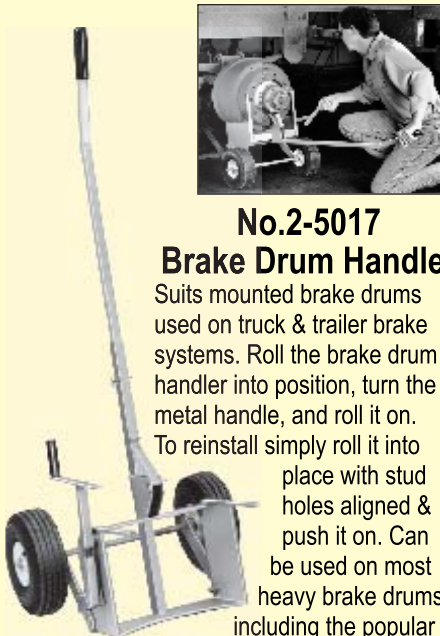 No.2-5017
Brake Drum Handle
Suits mounted brake drums
used on truck & trailer brake
systems. Roll the brake drum
handler into position, turn the
metal handle, and roll it on.
To reinstall simply roll it into
place with stud
holes aligned &
push it on. Can
be used on most
heavy brake drums
including the popular